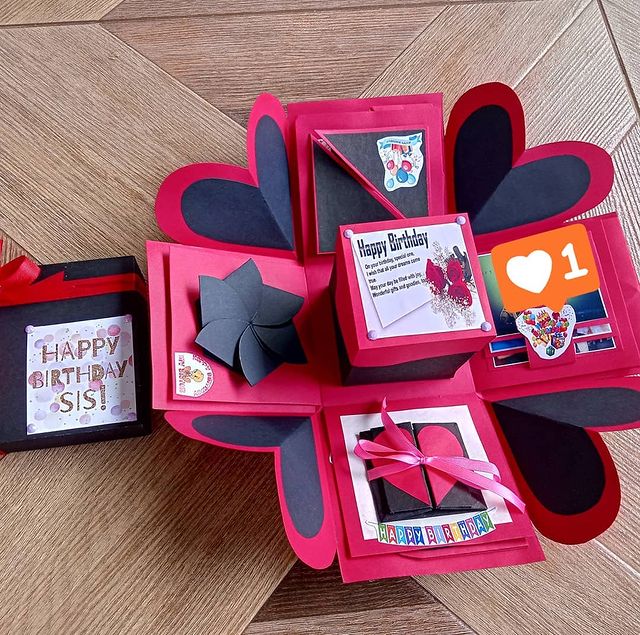 HAPPY
BIRTHDAY
SIS!
Happy Birthday
On your birthday, special one,
I wish that all your dreams come
true.
May your day be filled with joy,
Wonderful gifts and goodies, too
1
HAPPY BIRTHDAY